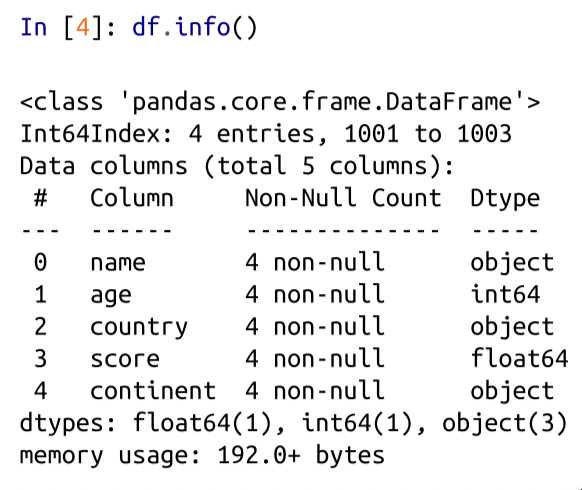 In [4]: df.info()
<class 'pandas.core.frame.DataFrame'>
Int64Index: 4 entries, 1001 to 1003
Data columns (total 5 columns):
 #   Column     Non-Null Count  Dtype
---  ------     --------------  -----
 0   name       4 non-null      object
 1   age        4 non-null      int64
 2   country    4 non-null      object
 3   score      4 non-null      float64
 4   continent  4 non-null      object
dtypes: float64(1), int64(1), object(3)
memory usage: 192.0+ bytes